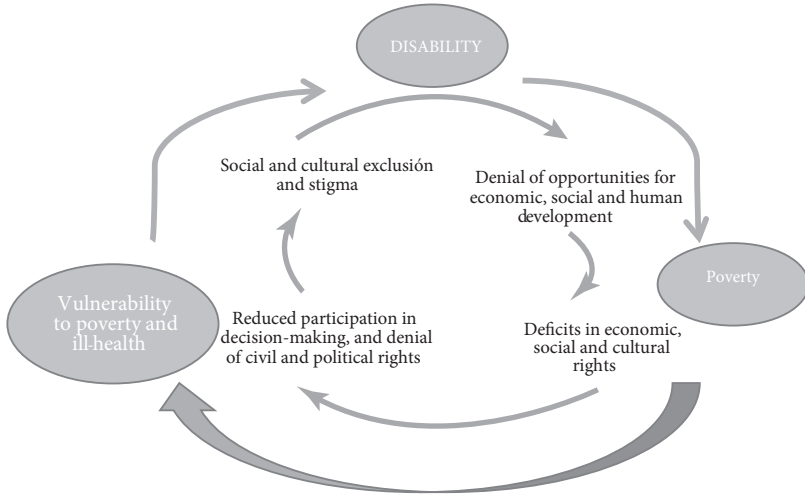 DISABILITY
Social and cultural exclusión
and stigma
Denial of opportunities for
economic, social and human
development
Poverty
Vulnerability
to poverty and
ill-health
Reduced participation in
decision-making, and denial
of civil and political rights
Deficits in economic,
social and cultural
rights